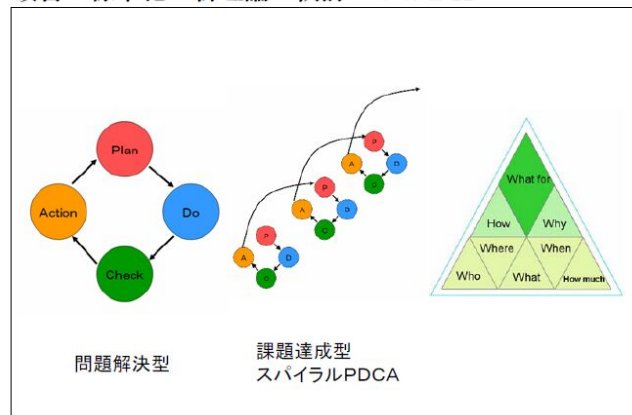 Plan
Action
Do
Check
P
A
D
C
P
A
D
C
P
A
D
C
What for
How
Why
Where
When
Who
What
How much
問題解決型
課題達成型
スパイラルPDCA